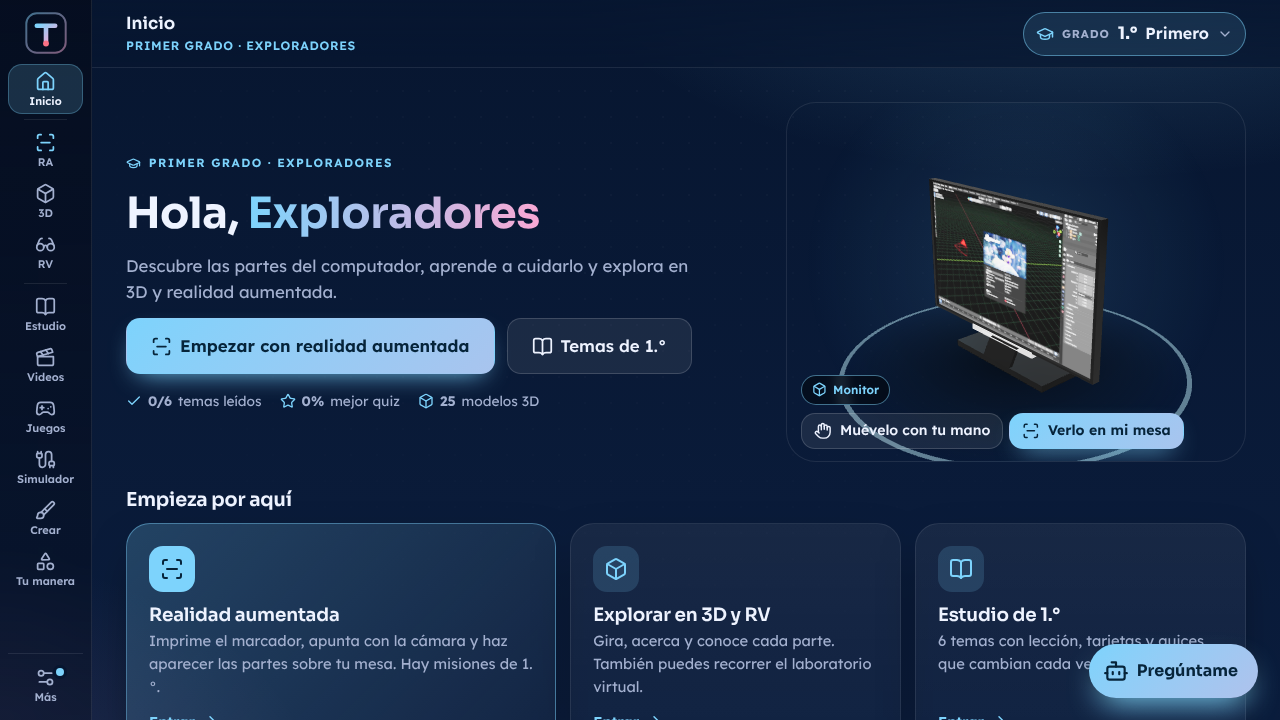 T
Inicio
PRIMER GRADO · EXPLORADORES
GRADO 1.° Primero
Inicio
RA
3D
RV
Estudio
Videos
Juegos
Simulador
Crear
Tu manera
Más
PRIMER GRADO · EXPLORADORES
Hola, Exploradores
Descubre las partes del computador, aprende a cuidarlo y explora en
3D y realidad aumentada.
Empezar con realidad aumentada
Temas de 1.°
0/6 temas leídos
0% mejor quiz
25 modelos 3D
Monitor
Muévelo con tu mano
Verlo en mi mesa
Empieza por aquí
Realidad aumentada
Imprime el marcador, apunta con la cámara y haz
aparecer las partes sobre tu mesa. Hay misiones de 1.
°.
Entrar
Explorar en 3D y RV
Gira, acerca y conoce cada parte.
También puedes recorrer el laboratorio
virtual.
Entrar
Estudio de 1.°
6 temas con lección, tarjetas y quices
que cambian cada
Entrar
Pregúntame